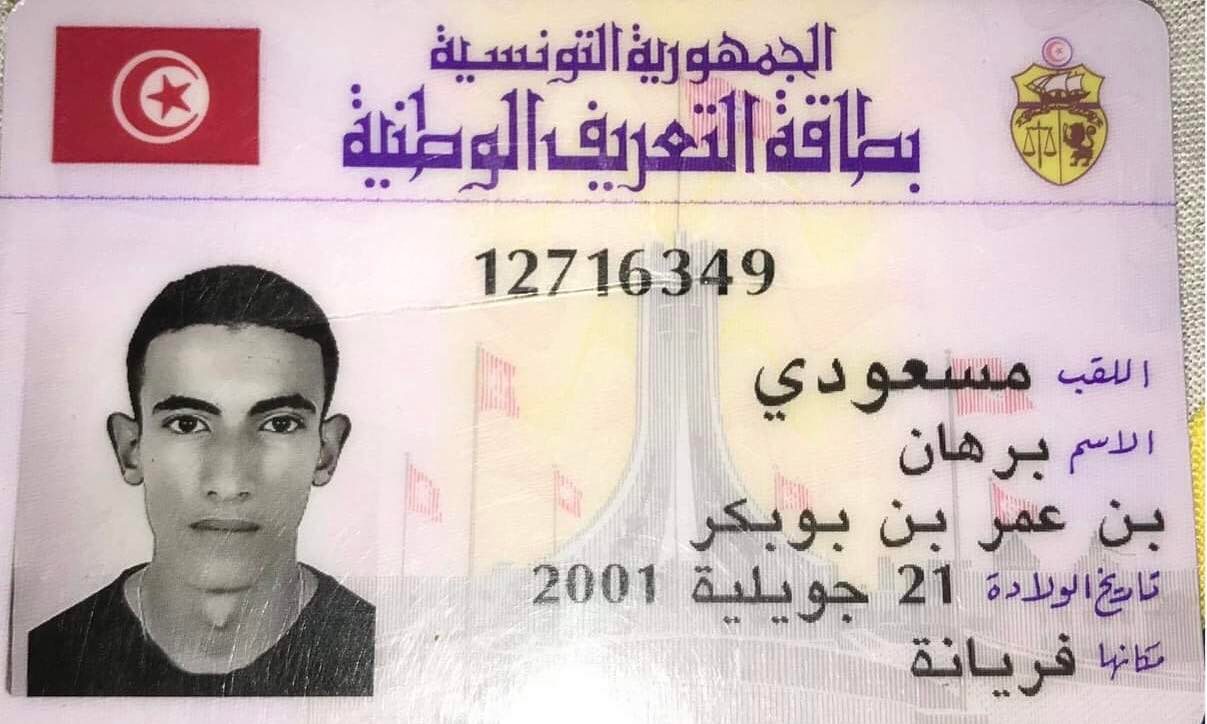 الجمهورية التونسية
بطاقة التعريف الوطنية
12716349
اللقب مسعودي
الاسم برهان
بن عمر بن بوبكر
تاريخ الولادة 21 جويلية 2001
مكانها فريانة